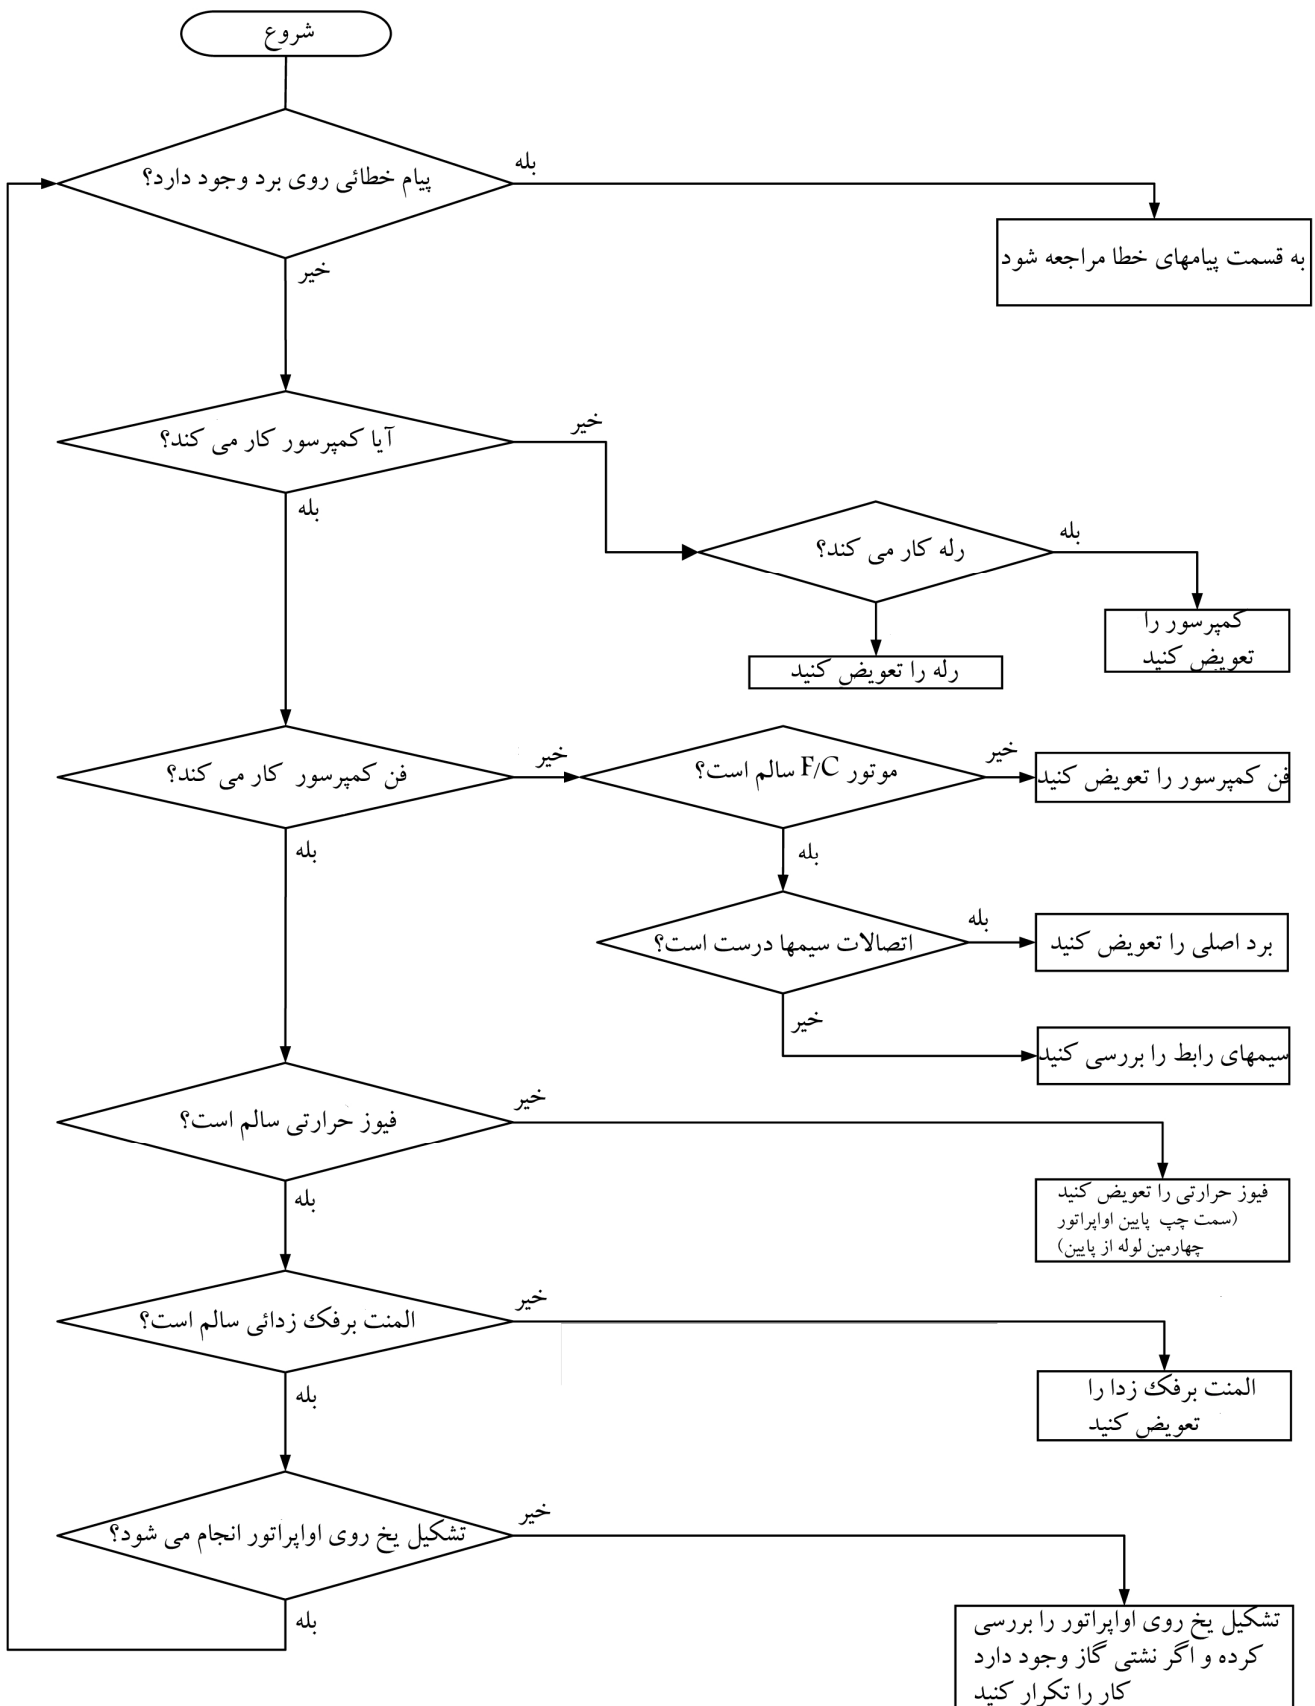 شروع
پیام خطائی روی برد وجود دارد؟
بله
به قسمت پیامهای خطا مراجعه شود
خیر
آیا کمپرسور کار می کند؟
خیر
بله
رله کار می کند؟
بله
کمپرسور را
تعویض کنید
رله را تعویض کنید
فن کمپرسور کار می کند؟
خیر
موتور F/C سالم است؟
خیر
فن کمپرسور را تعویض کنید
بله
بله
اتصالات سیمها درست است؟
بله
برد اصلی را تعویض کنید
خیر
سیمهای رابط را بررسی کنید
فیوز حرارتی سالم است؟
خیر
فیوز حرارتی را تعویض کنید
(سمت چپ پایین اواپراتور
چهارمین لوله از پایین)
بله
المنت برفک زدائی سالم است؟
خیر
المنت برفک زدا را
تعویض کنید
بله
تشکیل یخ روی اواپراتور انجام می شود؟
خیر
تشکیل یخ روی اواپراتور را بررسی
کرده و اگر نشتی گاز وجود دارد
کار را تکرار کنید
بله